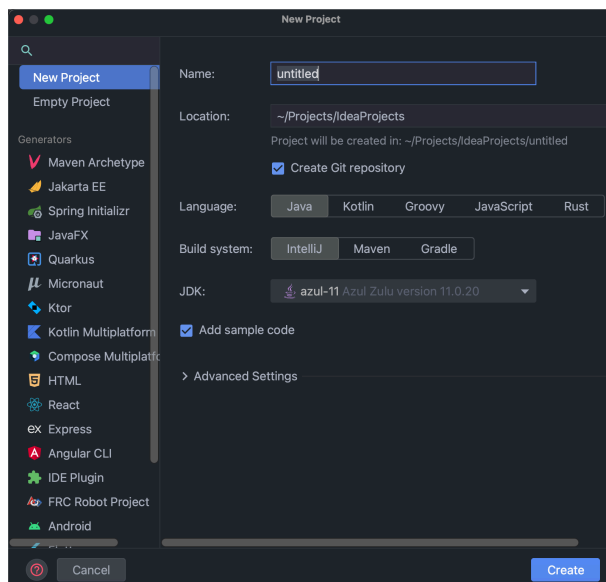 New Project
New Project
Empty Project
Generators
Maven Archetype
Jakarta EE
Spring Initializr
JavaFX
Quarkus
Micronaut
Ktor
Kotlin Multiplatform
Compose Multiplatfo
HTML
React
ex Express
Angular CLI
IDE Plugin
FRC Robot Project
Android
Name: untitled
Location: ~/Projects/IdeaProjects
Project will be created in: ~/Projects/IdeaProjects/untitled
Create Git repository
Language: Java Kotlin Groovy JavaScript Rust
Build system: IntelliJ Maven Gradle
JDK: azul-11 Azul Zulu version 11.0.20
Add sample code
Advanced Settings
? Cancel Create